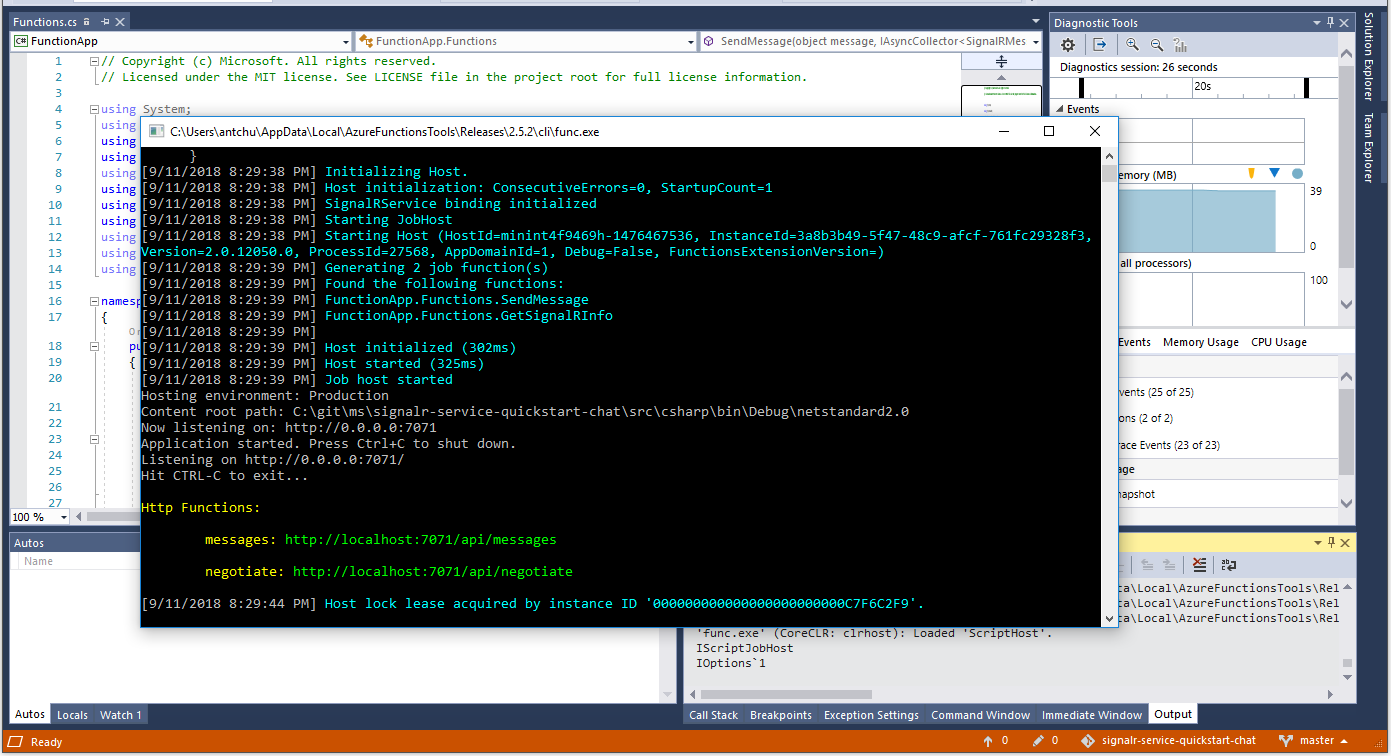 Functions.cs
FunctionApp
FunctionApp.Functions
SendMessage(object message, IAsyncCollector<SignalRMes
1 // Copyright (c) Microsoft. All rights reserved.
2 // Licensed under the MIT license. See LICENSE file in the project root for full license information.
3
4 using System;
5 using
6 using
7 using
8 using
9 using
10 using
11 using
12 using
13 using
14 using
15
16 namesp
17 {
18 pu
19 {
20
21
22
23
24
25
26
27
100 %
C:\Users\antchu\AppData\Local\AzureFunctionsTools\Releases\2.5.2\cli\func.exe
}
[9/11/2018 8:29:38 PM] Initializing Host.
[9/11/2018 8:29:38 PM] Host initialization: ConsecutiveErrors=0, StartupCount=1
[9/11/2018 8:29:38 PM] SignalRService binding initialized
[9/11/2018 8:29:38 PM] Starting JobHost
[9/11/2018 8:29:38 PM] Starting Host (HostId=minint4f9469h-1476467536, InstanceId=3a8b3b49-5f47-48c9-afcf-761fc29328f3,
Version=2.0.12050.0, ProcessId=27568, AppDomainId=1, Debug=False, FunctionsExtensionVersion=)
[9/11/2018 8:29:39 PM] Generating 2 job function(s)
[9/11/2018 8:29:39 PM] Found the following functions:
[9/11/2018 8:29:39 PM] FunctionApp.Functions.SendMessage
[9/11/2018 8:29:39 PM] FunctionApp.Functions.GetSignalRInfo
[9/11/2018 8:29:39 PM]
[9/11/2018 8:29:39 PM] Host initialized (302ms)
[9/11/2018 8:29:39 PM] Host started (325ms)
[9/11/2018 8:29:39 PM] Job host started
Hosting environment: Production
Content root path: C:\git\ms\signalr-service-quickstart-chat\src\csharp\bin\Debug\netstandard2.0
Now listening on: http://0.0.0.0:7071
Application started. Press Ctrl+C to shut down.
Listening on http://0.0.0.0:7071/
Hit CTRL-C to exit...
Http Functions:
messages: http://localhost:7071/api/messages
negotiate: http://localhost:7071/api/negotiate
[9/11/2018 8:29:44 PM] Host lock lease acquired by instance ID '000000000000000000000000C7F6C2F9'.
Diagnostic Tools
Diagnostics session: 26 seconds
20s
Events
emory (MB)
39
0
all processors)
100
Events Memory Usage CPU Usage
vents (25 of 25)
ons (2 of 2)
race Events (23 of 23)
age
napshot
Solution Explorer
Team Explorer
Autos
Name
Autos Locals Watch 1
ca\Local\AzureFunctionsTools\Rel
ca\Local\AzureFunctionsTools\Rel
ca\Local\AzureFunctionsTools\Rel
'func.exe' (CoreCLR: clrhost): Loaded 'ScriptHost'.
IScriptJobHost
IOptions`1
Call Stack Breakpoints Exception Settings Command Window Immediate Window Output
Ready
0 0 signalr-service-quickstart-chat master